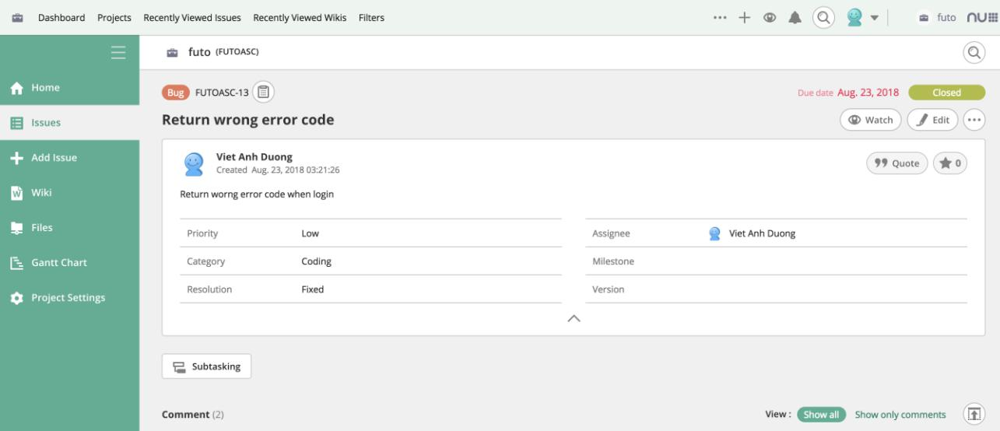 Dashboard Projects Recently Viewed Issues Recently Viewed Wikis Filters futo
futo (FUTOASC)
Home
Issues
Add Issue
Wiki
Files
Gantt Chart
Project Settings
Bug FUTOASC-13 Due date Aug. 23, 2018 Closed
Return wrong error code Watch Edit
Viet Anh Duong
Created Aug. 23, 2018 03:21:26 Quote 0
Return worng error code when login
Priority Low Assignee Viet Anh Duong
Category Coding Milestone
Resolution Fixed Version
Subtasking
Comment (2) View : Show all Show only comments